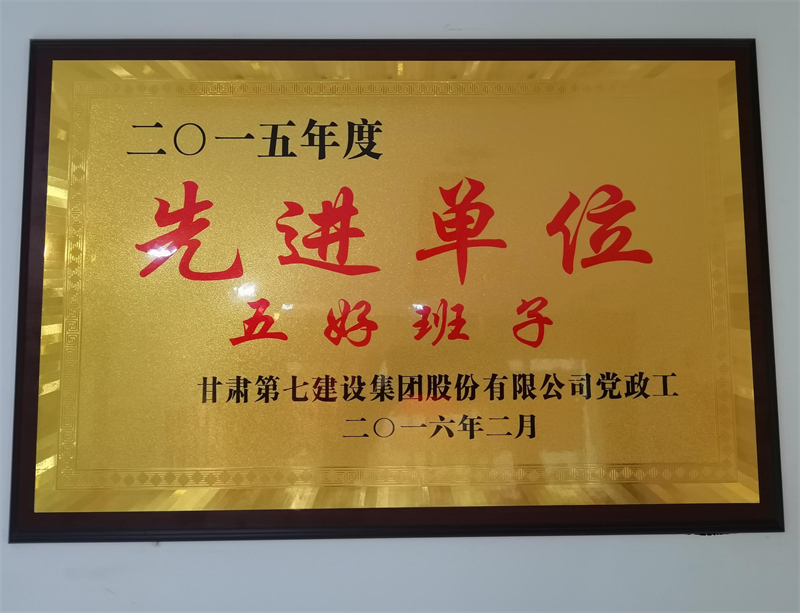 二〇一五年度
先进单位
五好班子
甘肃第七建设集团股份有限公司党政工
二〇一六年二月